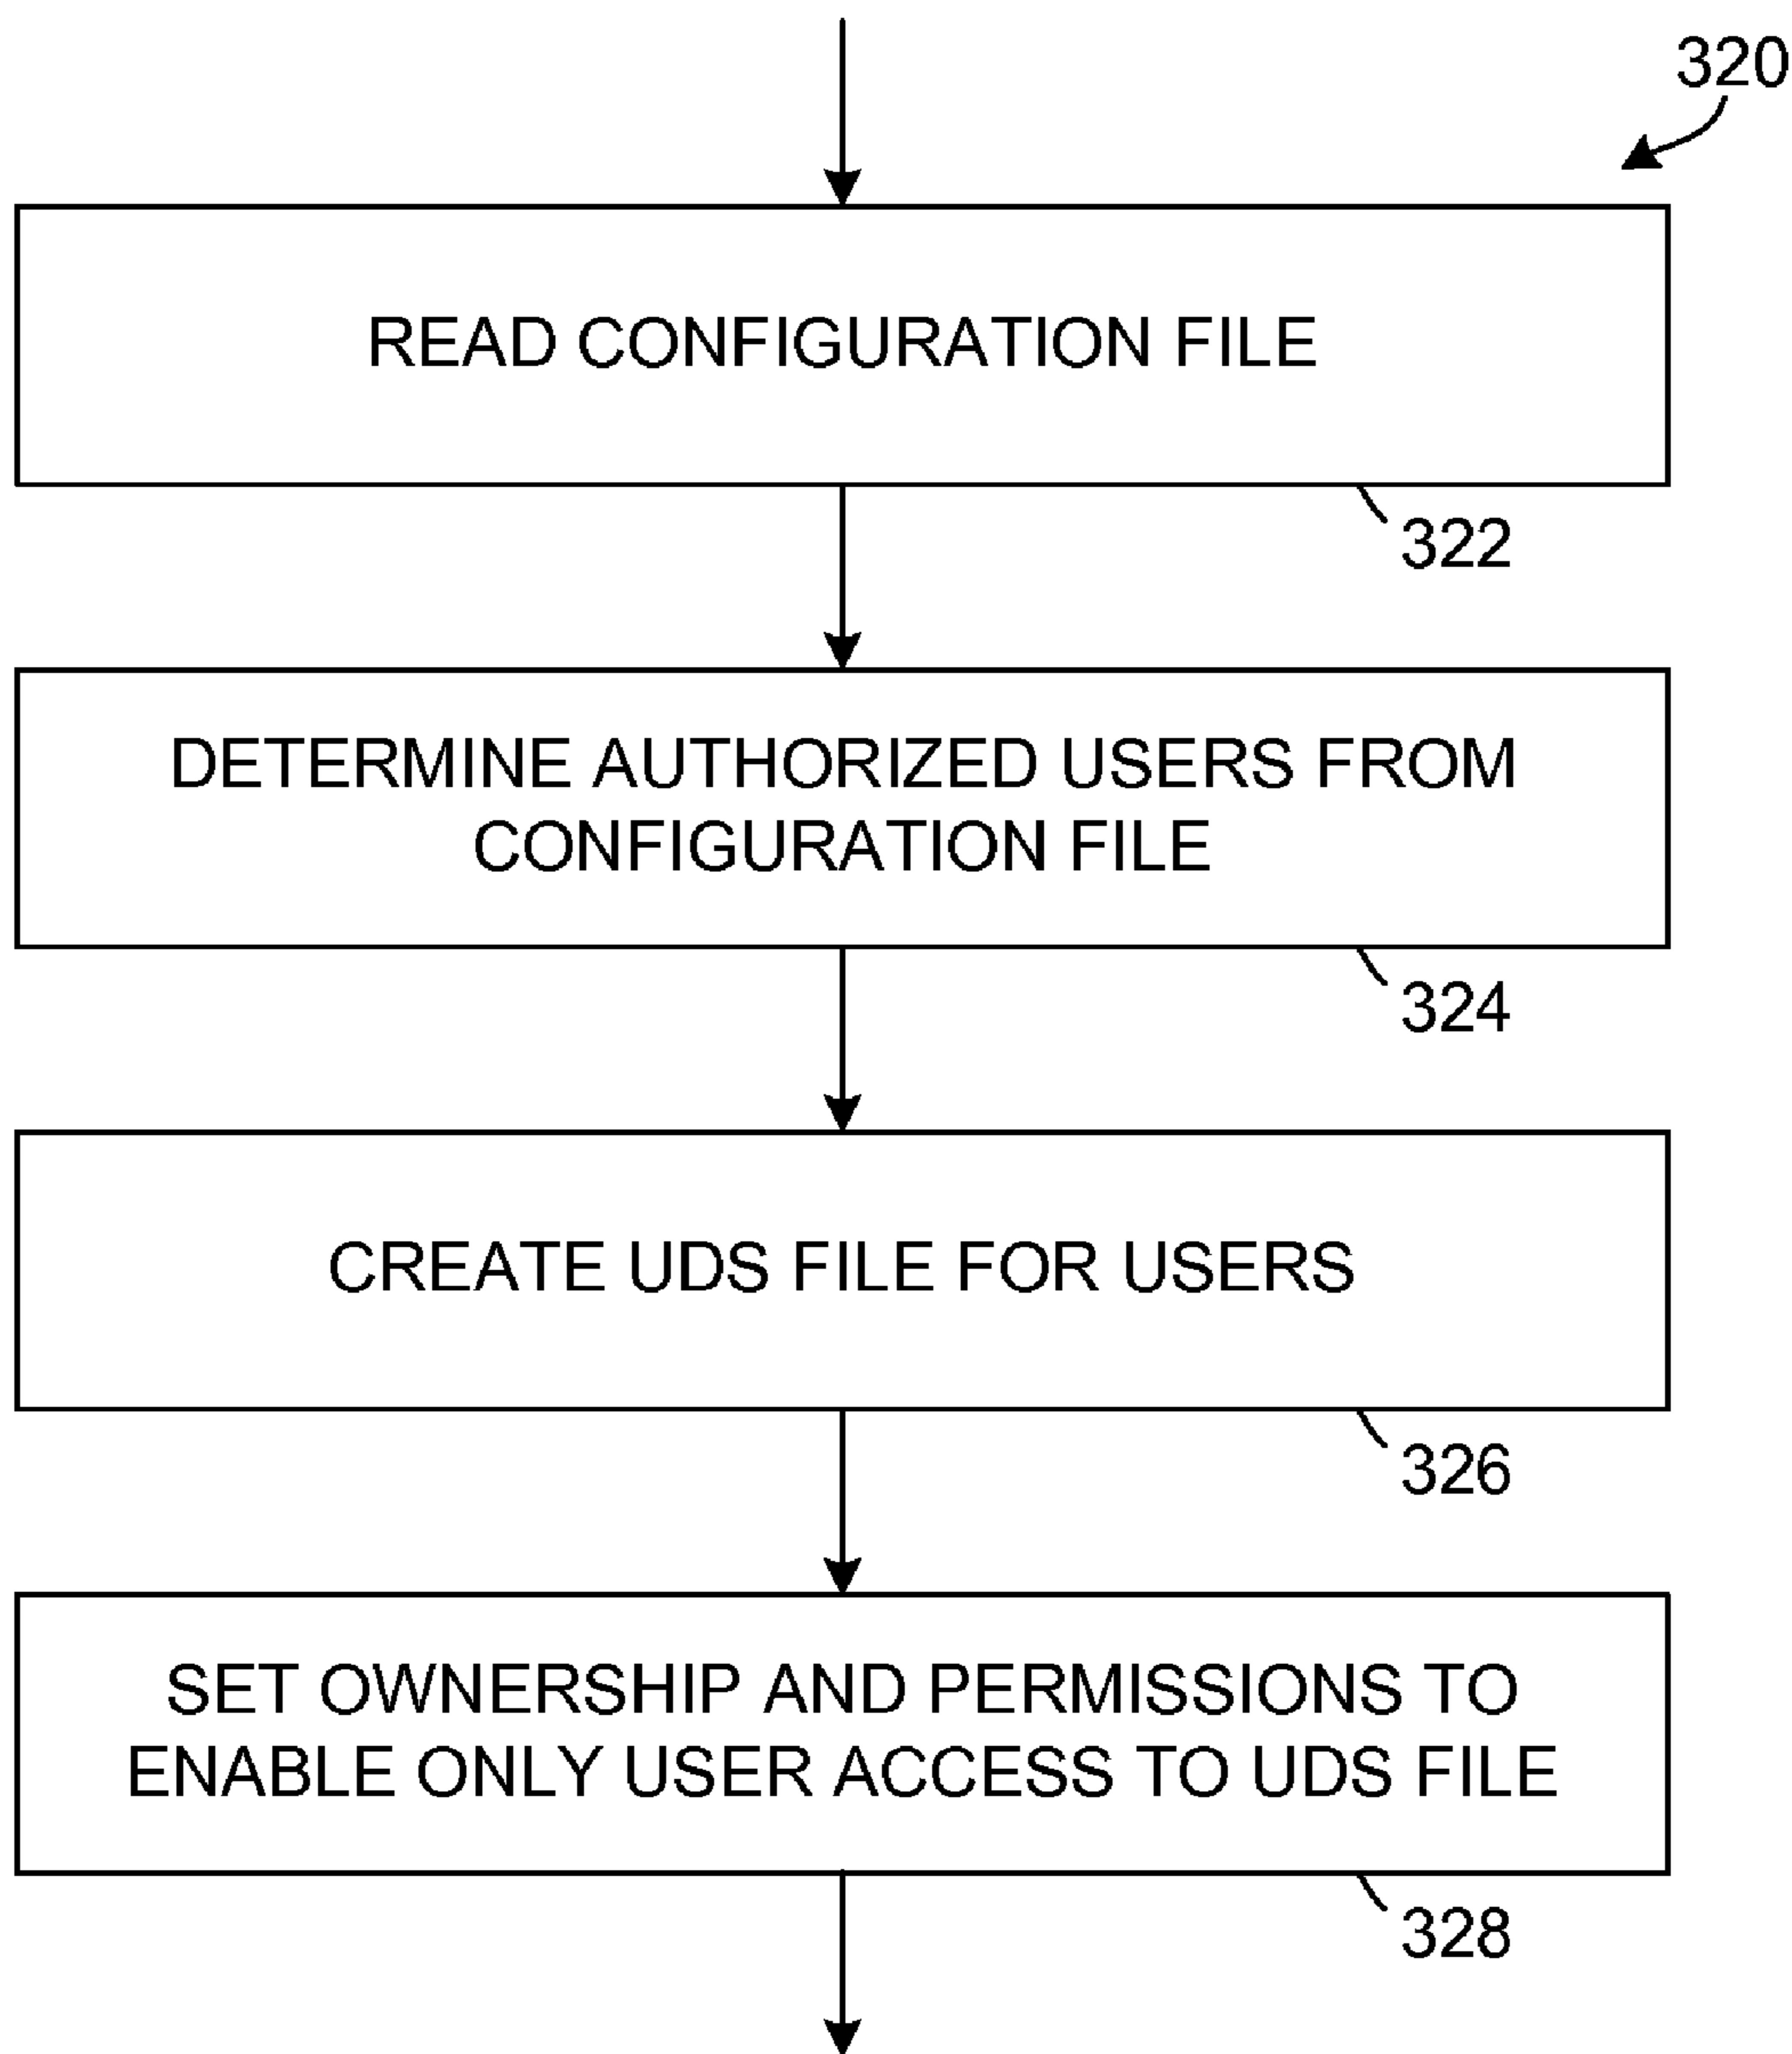 320
READ CONFIGURATION FILE
322
DETERMINE AUTHORIZED USERS FROM
CONFIGURATION FILE
324
CREATE UDS FILE FOR USERS
326
SET OWNERSHIP AND PERMISSIONS TO
ENABLE ONLY USER ACCESS TO UDS FILE
328